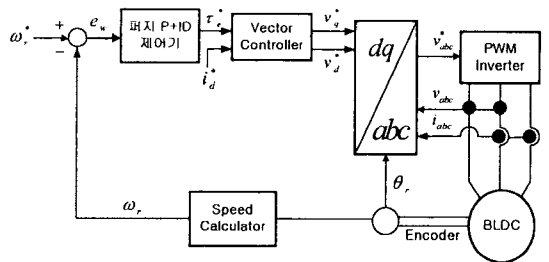 ω*r
+
−
e_w
퍼지 P+ID
제어기
τ*e
i*d
Vector
Controller
v*q
v*d
dq
abc
v*abc
PWM
Inverter
v_abc
i_abc
θ_r
ω_r
Speed
Calculator
Encoder
BLDC